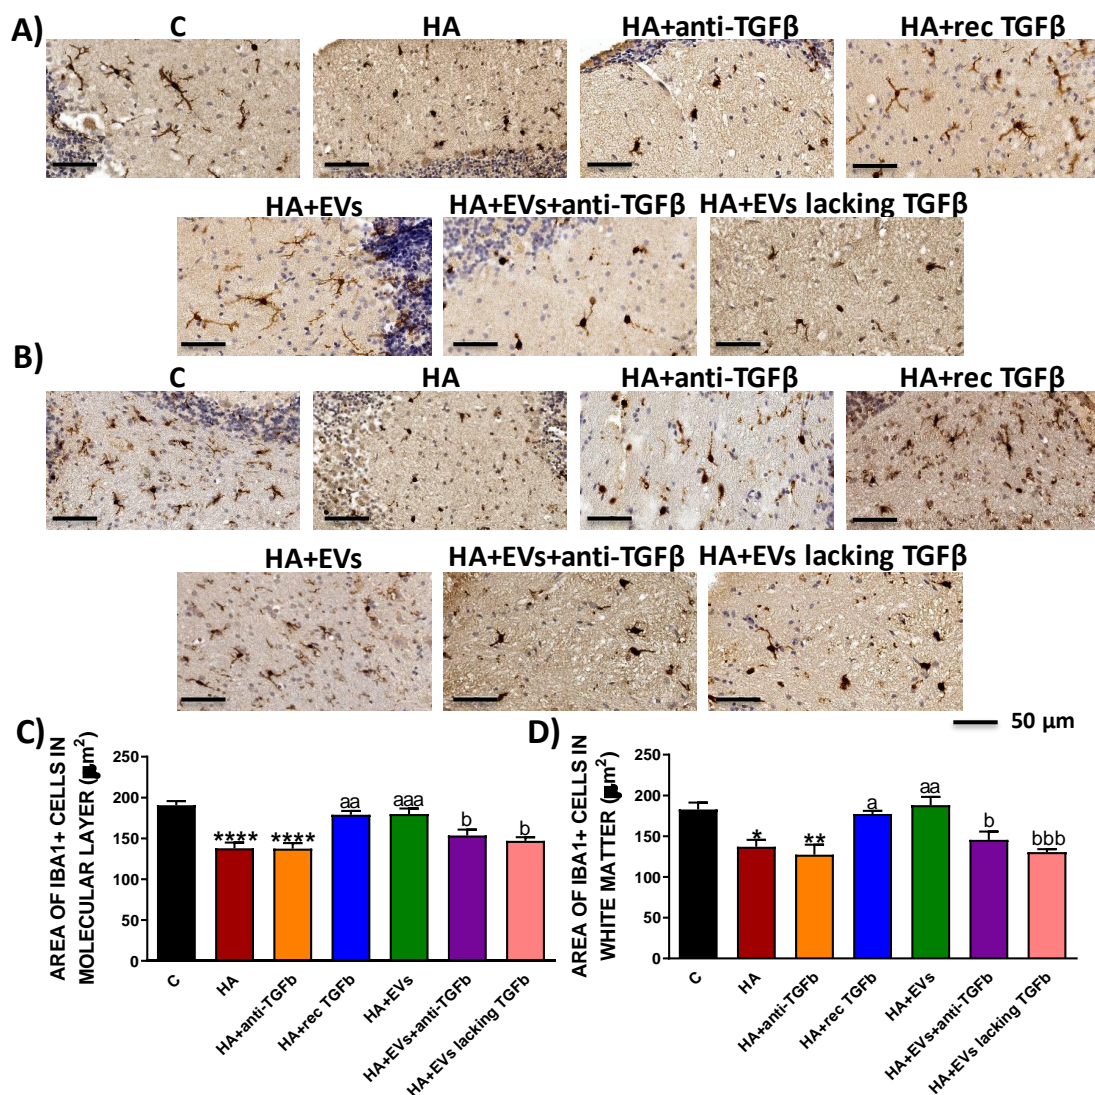 A)
C
HA
HA+anti-TGFβ
HA+rec TGFβ
HA+EVs
HA+EVs+anti-TGFβ
HA+EVs lacking TGFβ
B)
C
HA
HA+anti-TGFβ
HA+rec TGFβ
HA+EVs
HA+EVs+anti-TGFβ
HA+EVs lacking TGFβ
50 µm
C)
AREA OF IBA1+ CELLS IN
MOLECULAR LAYER (µm²)
250
200
150
100
50
0
****
****
aa
aaa
b
b
C
HA
HA+anti-TGFb
HA+rec TGFb
HA+EVs
HA+EVs+anti-TGFb
HA+EVs lacking TGFb
D)
AREA OF IBA1+ CELLS IN
WHITE MATTER (µm²)
250
200
150
100
50
0
*
**
a
aa
b
bbb
C
HA
HA+anti-TGFb
HA+rec TGFb
HA+EVs
HA+EVs+anti-TGFb
HA+EVs lacking TGFb